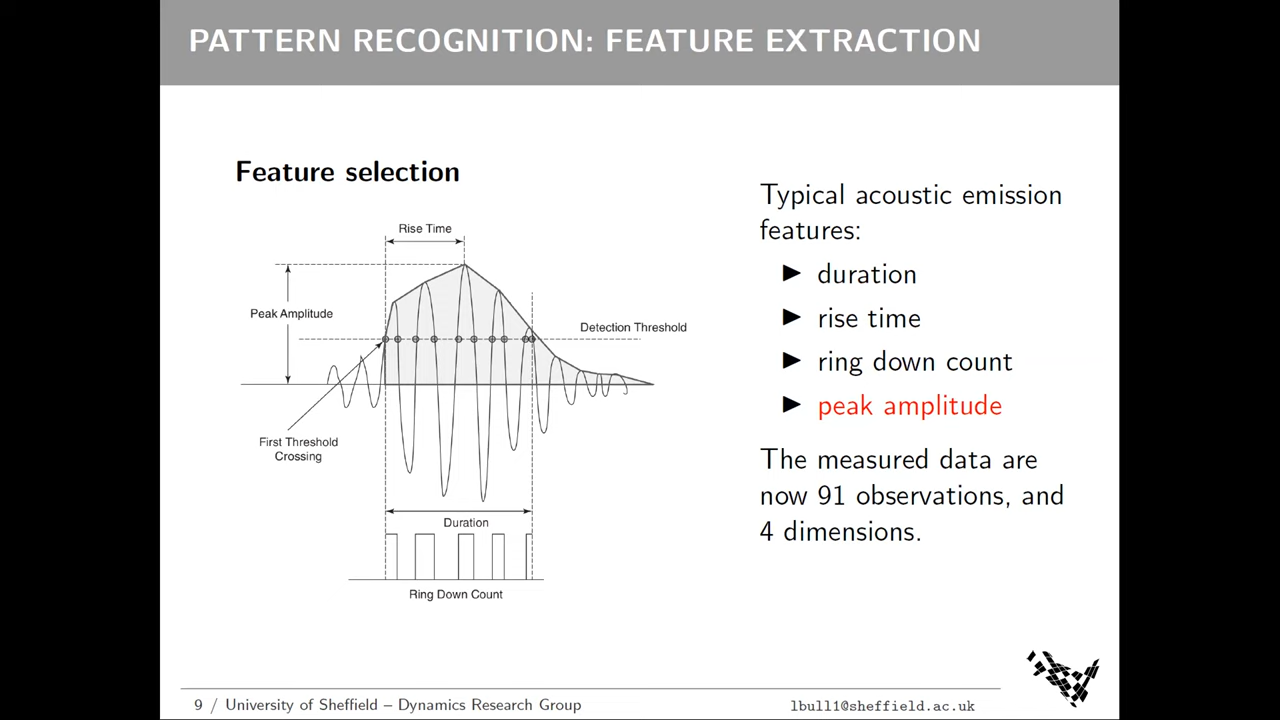 PATTERN RECOGNITION: FEATURE EXTRACTION
Feature selection
Rise Time
Peak Amplitude
Detection Threshold
First Threshold
Crossing
Duration
Ring Down Count
Typical acoustic emission
features:
▶ duration
▶ rise time
▶ ring down count
▶ peak amplitude
The measured data are
now 91 observations, and
4 dimensions.
9 / University of Sheffield – Dynamics Research Group
lbull1@sheffield.ac.uk